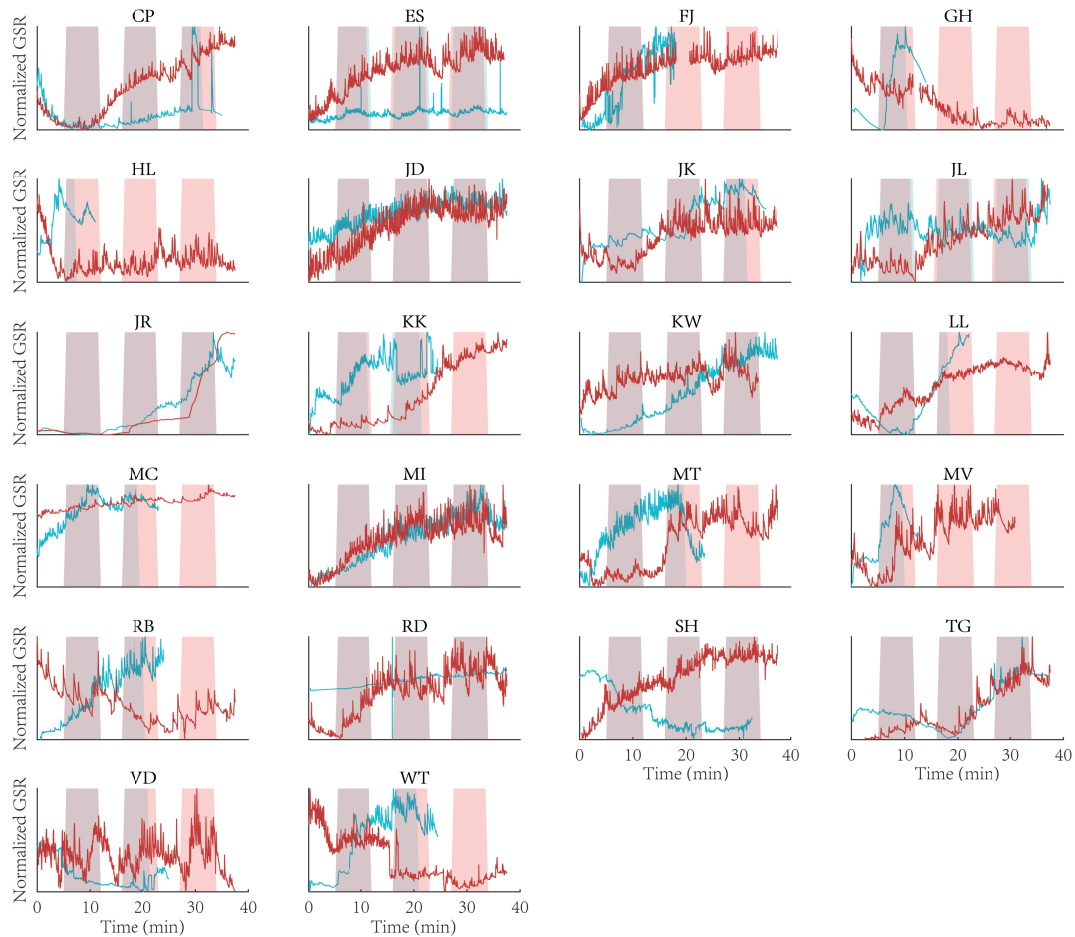 CP ES FJ GH
Normalized GSR
HL JD JK JL
Normalized GSR
JR KK KW LL
Normalized GSR
MC MI MT MV
Normalized GSR
RB RD SH TG
Normalized GSR
0 10 20 30 40 0 10 20 30 40
Time (min) Time (min)
VD WT
Normalized GSR
0 10 20 30 40 0 10 20 30 40
Time (min) Time (min)